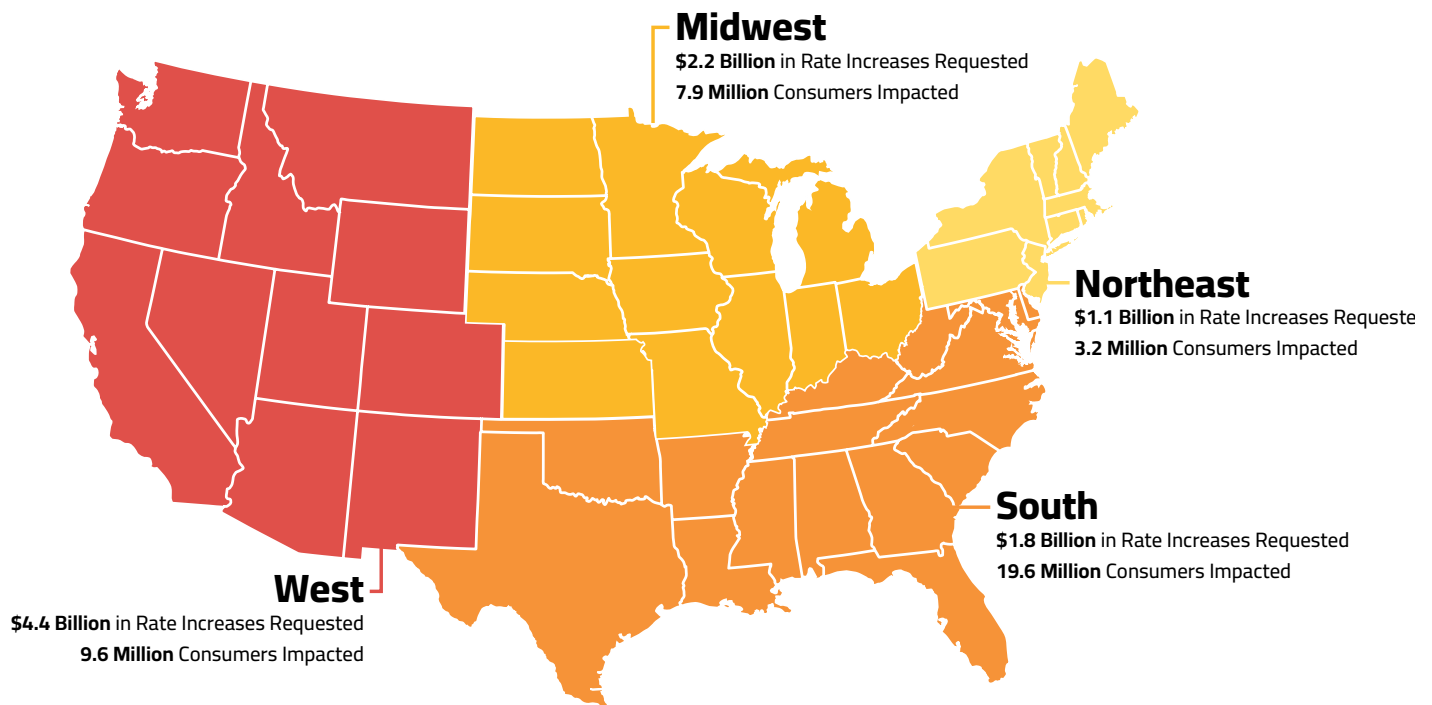 Midwest
$2.2 Billion in Rate Increases Requested
7.9 Million Consumers Impacted
Northeast
$1.1 Billion in Rate Increases Requeste
3.2 Million Consumers Impacted
South
$1.8 Billion in Rate Increases Requested
19.6 Million Consumers Impacted
West
$4.4 Billion in Rate Increases Requested
9.6 Million Consumers Impacted